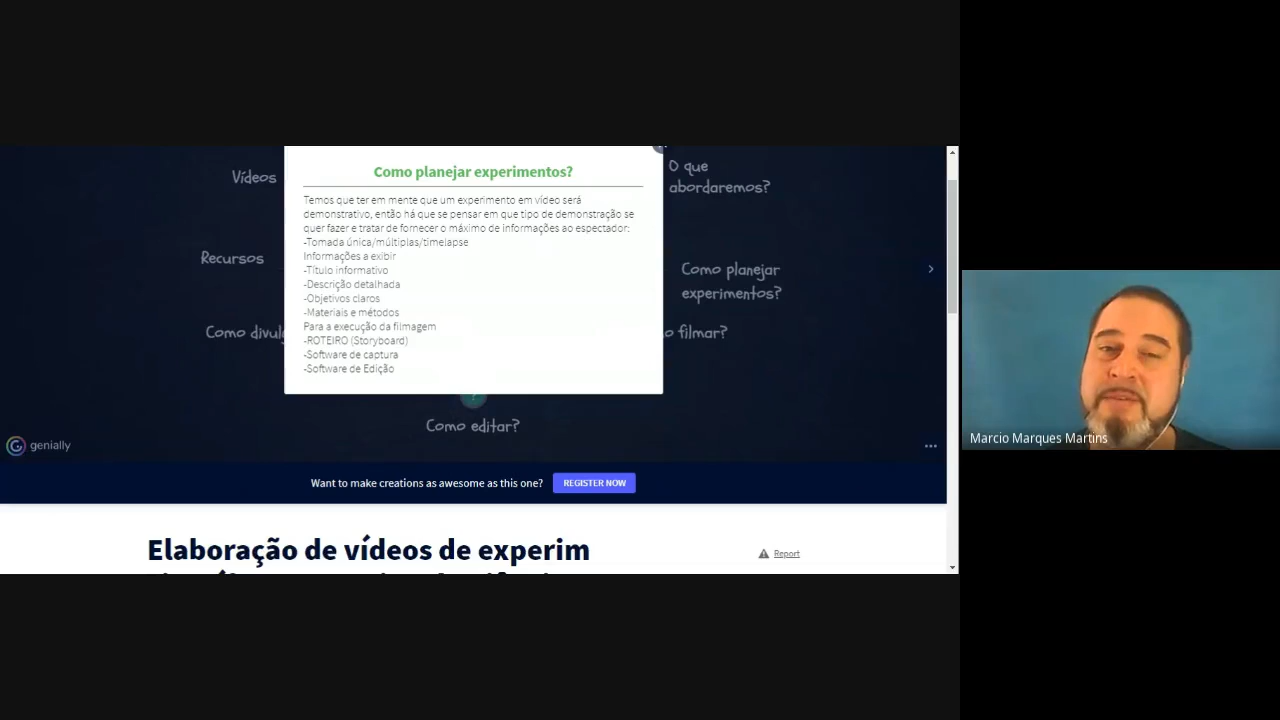 Como planejar experimentos?
Temos que ter em mente que um experimento em vídeo será
demonstrativo, então há que se pensar em que tipo de demonstração se
quer fazer e tratar de fornecer o máximo de informações ao espectador:
-Tomada única/múltiplas/timelapse
Informações a exibir
-Título informativo
-Descrição detalhada
-Objetivos claros
-Materiais e métodos
Para a execução da filmagem
-ROTEIRO (Storyboard)
-Software de captura
-Software de Edição
Vídeos
Recursos
Como divulg
O que
abordaremos?
Como planejar
experimentos?
o filmar?
?
Como editar?
genially
Want to make creations as awesome as this one?
REGISTER NOW
Elaboração de vídeos de experim
Report
Marcio Marques Martins